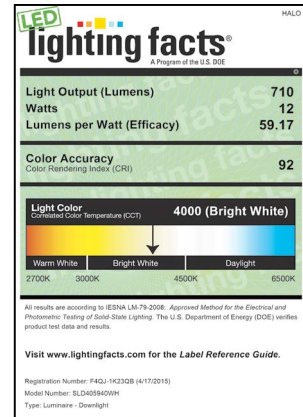 HALO
LED
lighting facts®
A Program of the U.S. DOE
Light Output (Lumens) 710
Watts 12
Lumens per Watt (Efficacy) 59.17
Color Accuracy 92
Color Rendering Index (CRI)
Light Color
Correlated Color Temperature (CCT) 4000 (Bright White)
Warm White Bright White Daylight
2700K 3000K 4500K 6500K
All results are according to IESNA LM-79-2008: Approved Method for the Electrical and
Photometric Testing of Solid-State Lighting. The U.S. Department of Energy (DOE) verifies
product test data and results.
Visit www.lightingfacts.com for the Label Reference Guide.
Registration Number: F4QJ-1K23QB (4/17/2015)
Model Number: SLD405940WH
Type: Luminaire - Downlight